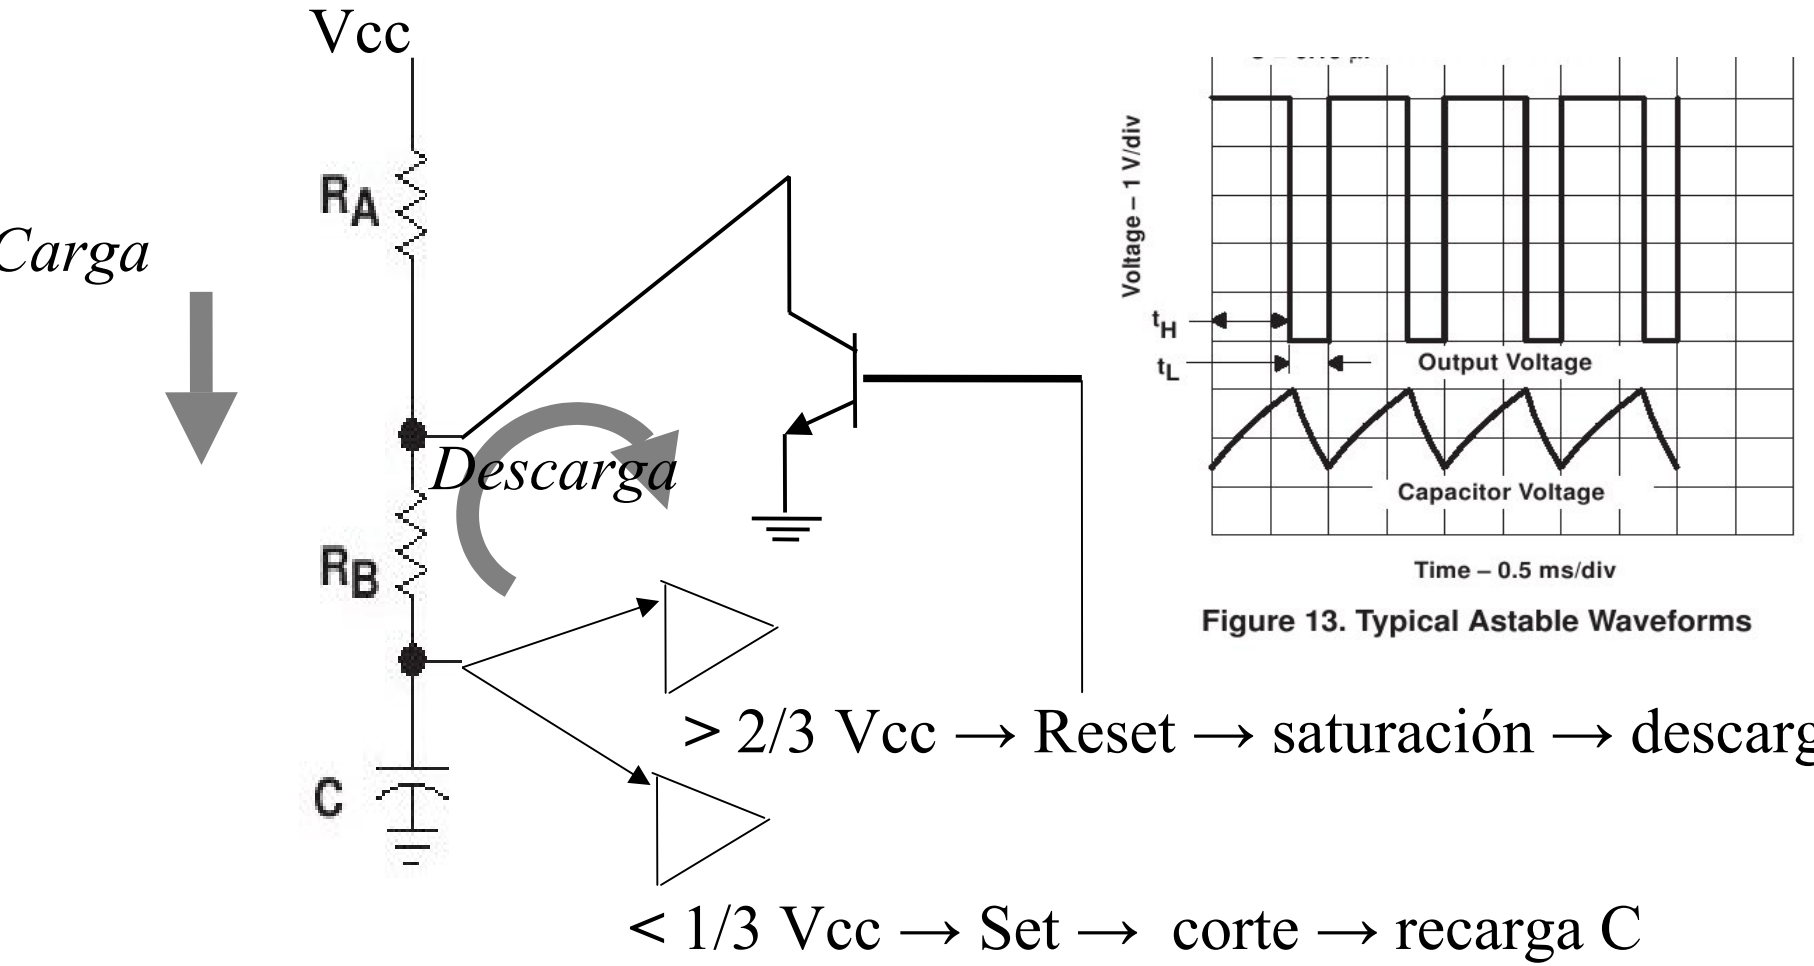 Vcc
RA
Carga
Descarga
RB
C
> 2/3 Vcc → Reset → saturación → descarg
< 1/3 Vcc → Set → corte → recarga C
Voltage – 1 V/div
tH
tL
Output Voltage
Capacitor Voltage
Time – 0.5 ms/div
Figure 13. Typical Astable Waveforms